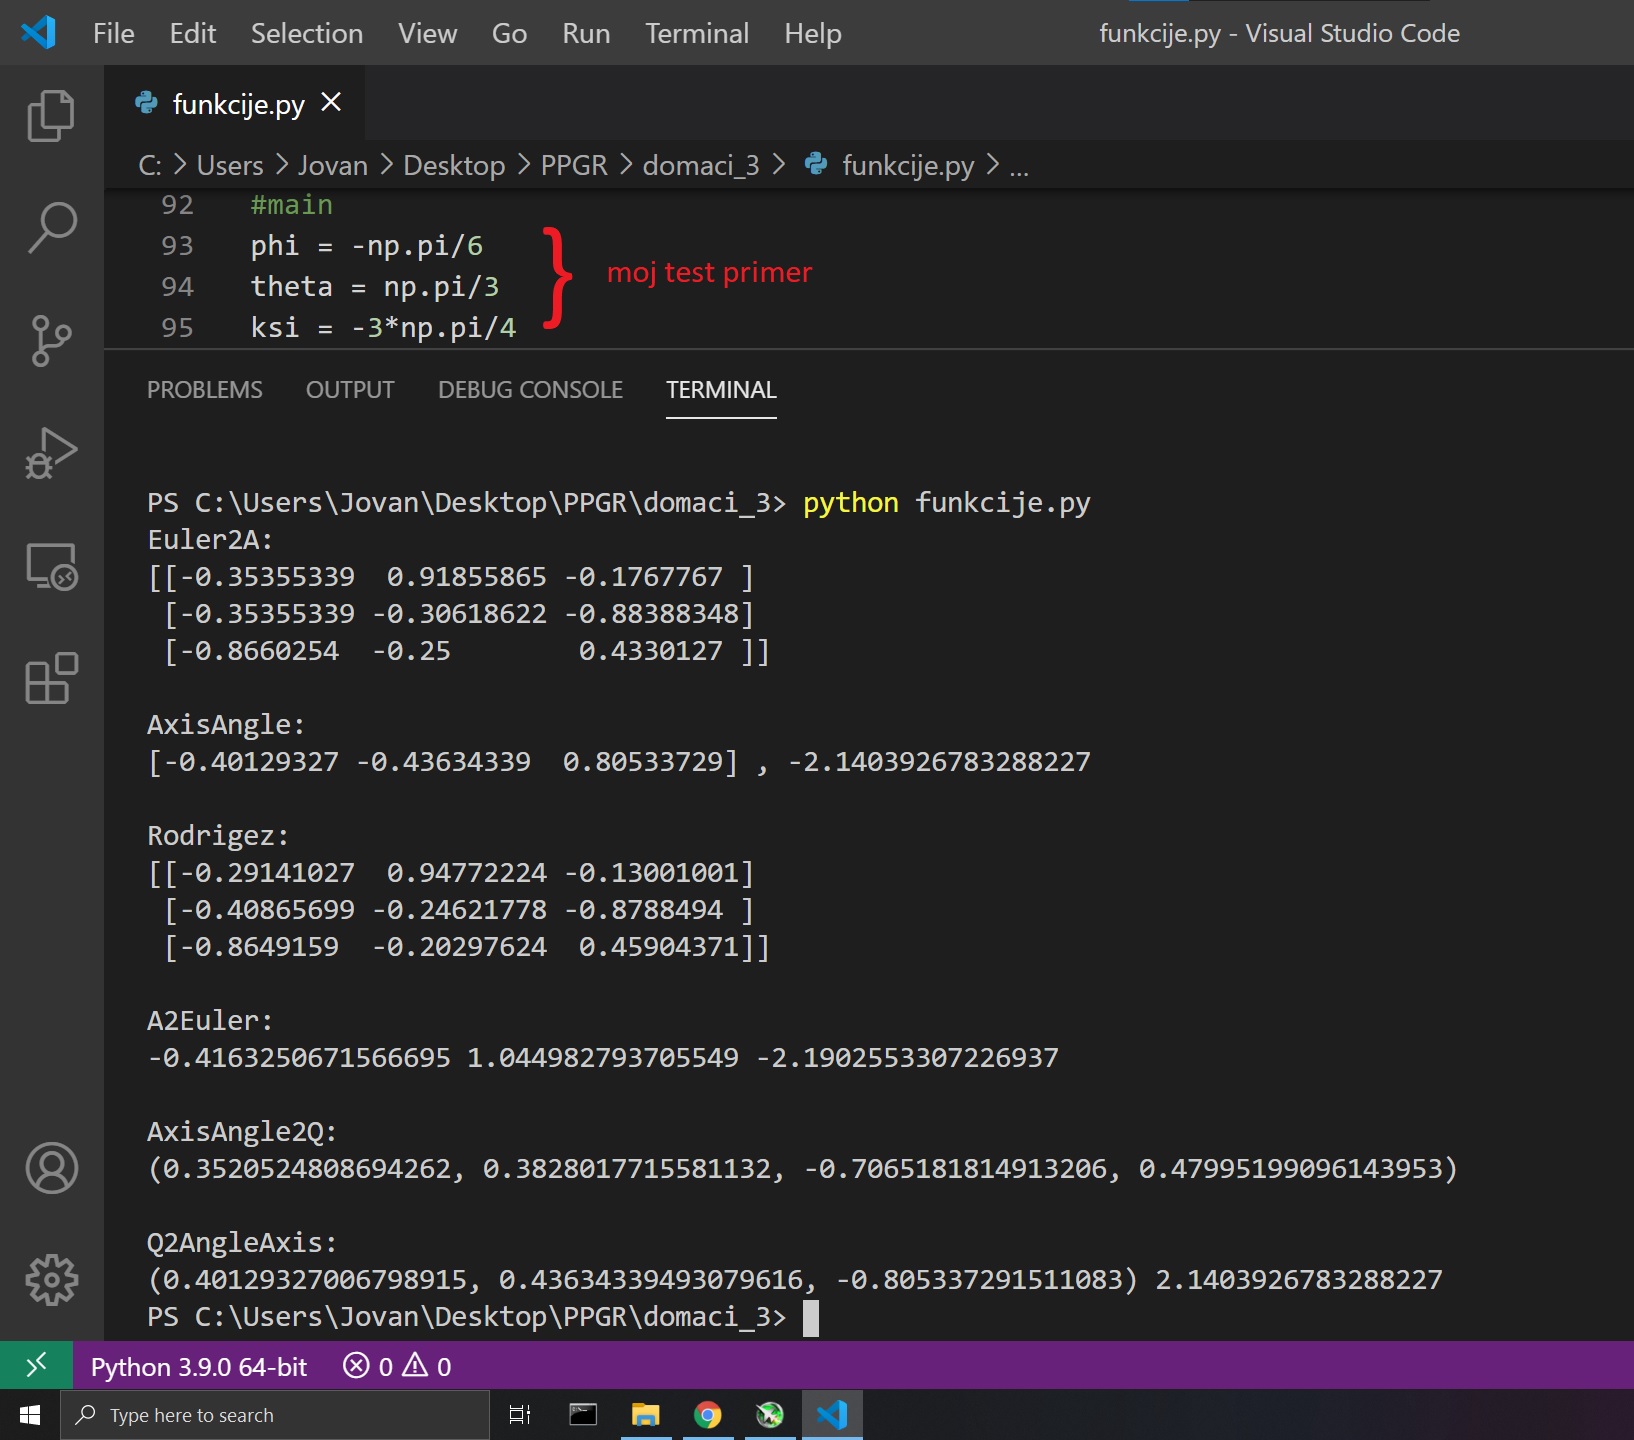 File Edit Selection View Go Run Terminal Help funkcije.py - Visual Studio Code
funkcije.py
C: > Users > Jovan > Desktop > PPGR > domaci_3 > funkcije.py > ...
92 #main
93 phi = -np.pi/6
94 theta = np.pi/3
95 ksi = -3*np.pi/4
moj test primer
PROBLEMS OUTPUT DEBUG CONSOLE TERMINAL
PS C:\Users\Jovan\Desktop\PPGR\domaci_3> python funkcije.py
Euler2A:
[[-0.35355339  0.91855865 -0.1767767 ]
 [-0.35355339 -0.30618622 -0.88388348]
 [-0.8660254  -0.25        0.4330127 ]]
AxisAngle:
[-0.40129327 -0.43634339  0.80533729] , -2.1403926783288227
Rodrigez:
[[-0.29141027  0.94772224 -0.13001001]
 [-0.40865699 -0.24621778 -0.8788494 ]
 [-0.8649159  -0.20297624  0.45904371]]
A2Euler:
-0.4163250671566695 1.044982793705549 -2.1902553307226937
AxisAngle2Q:
(0.3520524808694262, 0.3828017715581132, -0.7065181814913206, 0.47995199096143953)
Q2AngleAxis:
(0.40129327006798915, 0.43634339493079616, -0.805337291511083) 2.1403926783288227
PS C:\Users\Jovan\Desktop\PPGR\domaci_3>
Python 3.9.0 64-bit 0 0
Type here to search